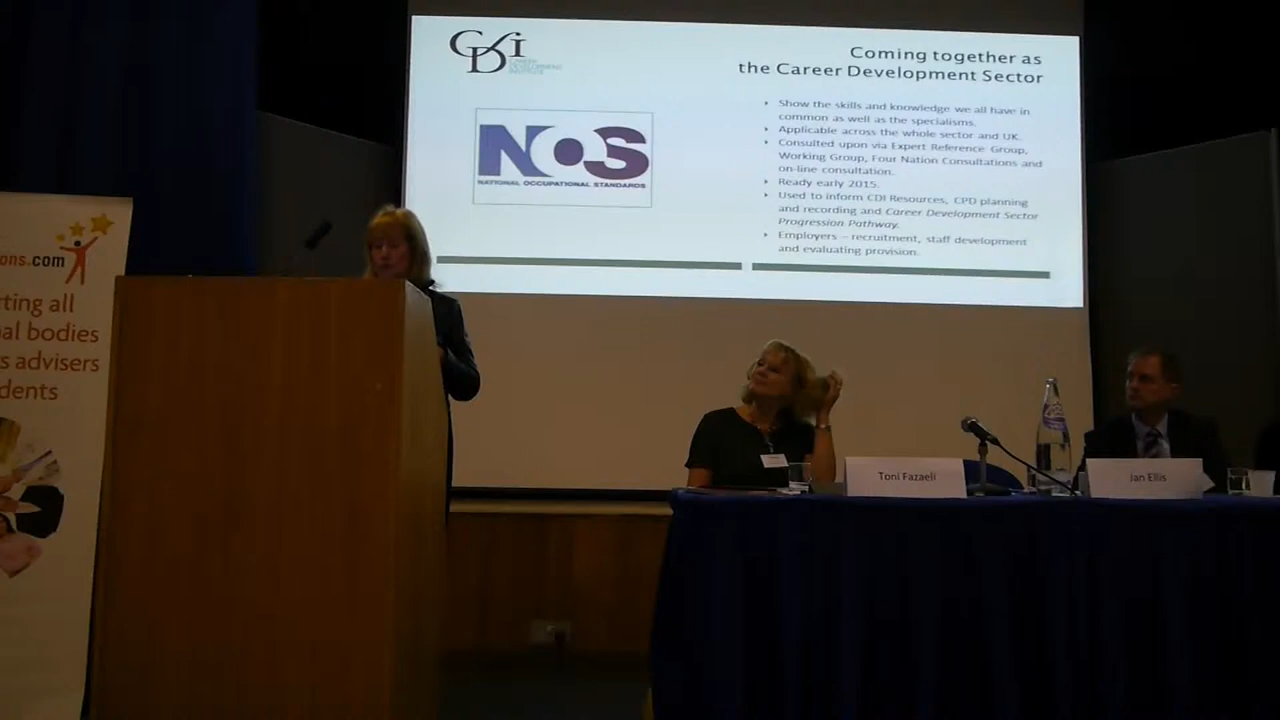 CDI
CAREER
DEVELOPMENT
INSTITUTE
Coming together as
the Career Development Sector
NOS
NATIONAL OCCUPATIONAL STANDARDS
• Show the skills and knowledge we all have in
common as well as the specialisms.
• Applicable across the whole sector and UK.
• Consulted upon via Expert Reference Group,
Working Group, Four Nation Consultations and
on-line consultation.
• Ready early 2015.
• Used to inform CDI Resources, CPD planning
and recording and Career Development Sector
Progression Pathway.
• Employers – recruitment, staff development
and evaluating provision.
ons.com
rting all
al bodies
s advisers
dents
Toni Fazaeli
Jan Ellis